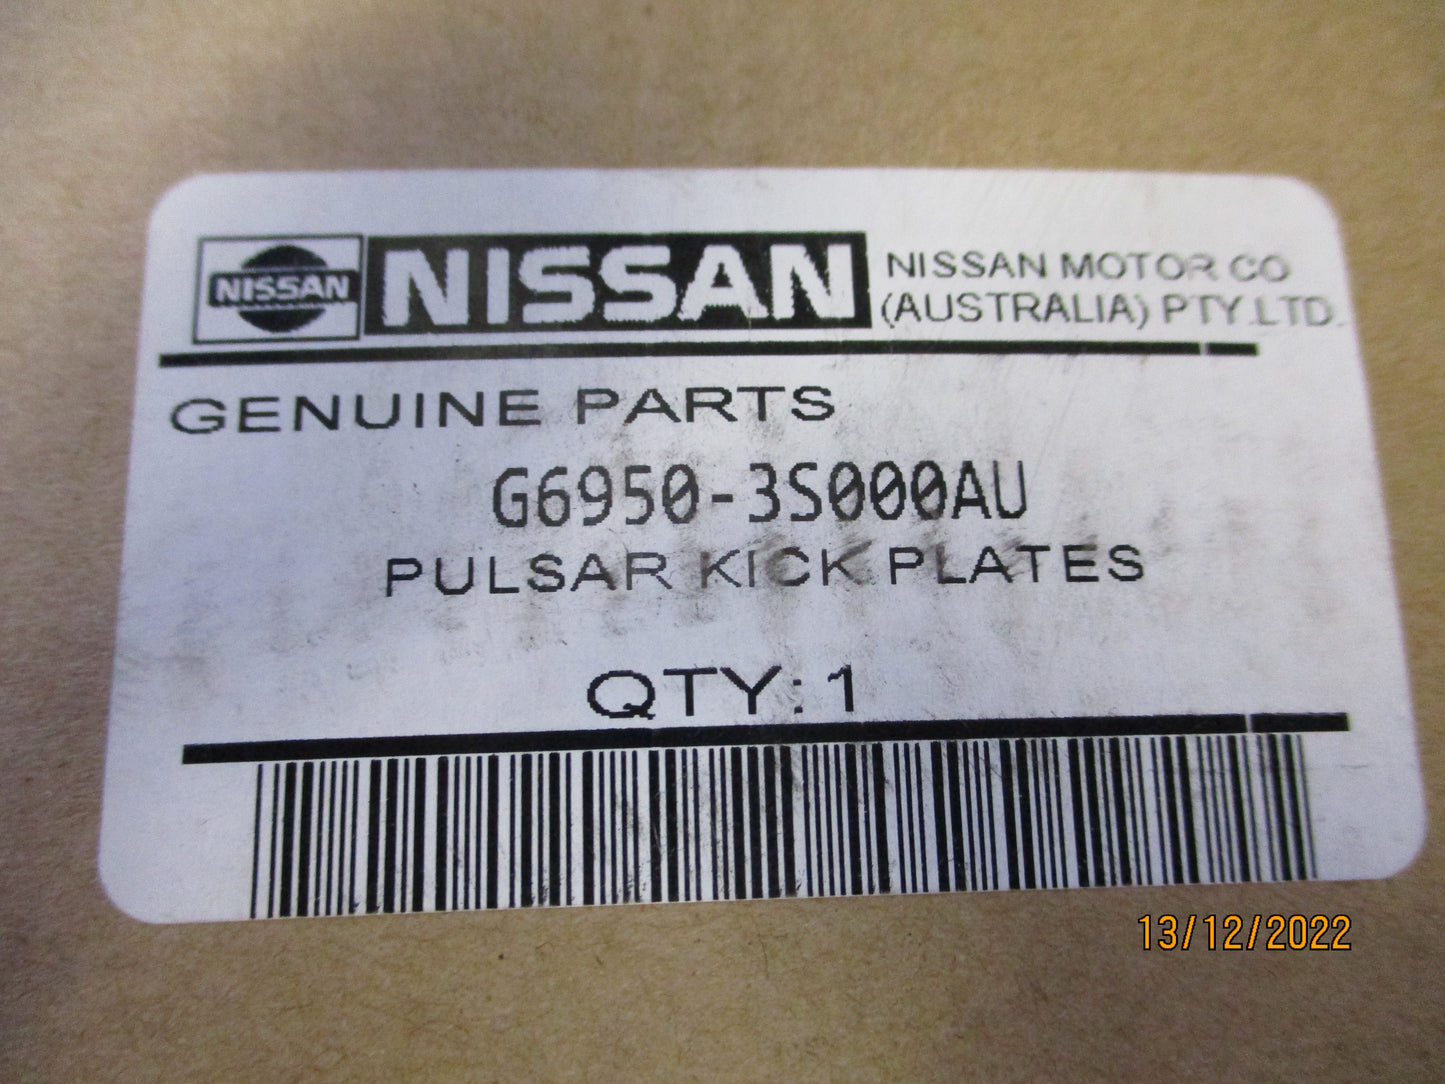 NISSAN
NISSAN
NISSAN MOTOR CO
(AUSTRALIA) PTY.LTD.
GENUINE PARTS
G6950-3S000AU
PULSAR KICK PLATES
QTY:1
13/12/2022